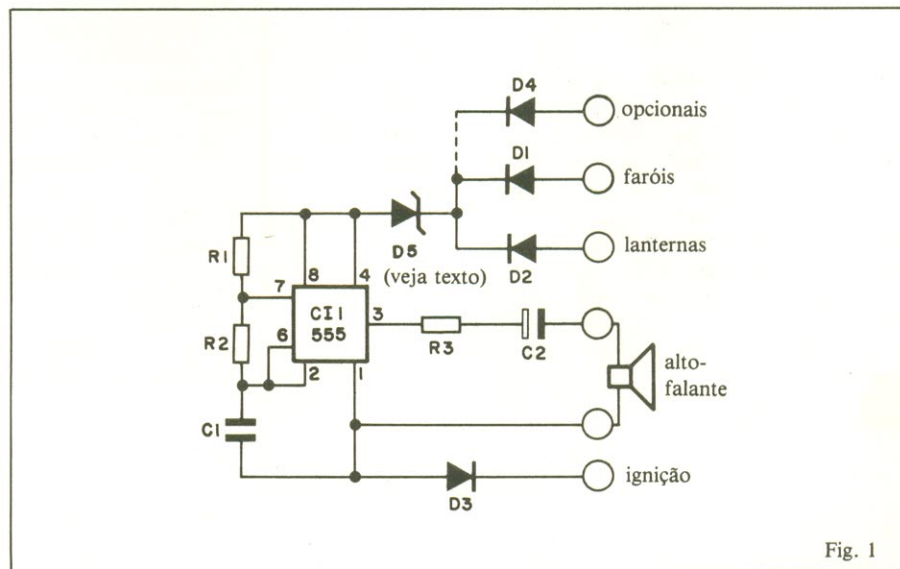 D4
opcionais
D1
faróis
D5
(veja texto)
D2
lanternas
R1
8
4
7
CI1
555
3
6
R2
2
1
R3
C2
alto-
falante
C1
D3
ignição
Fig. 1